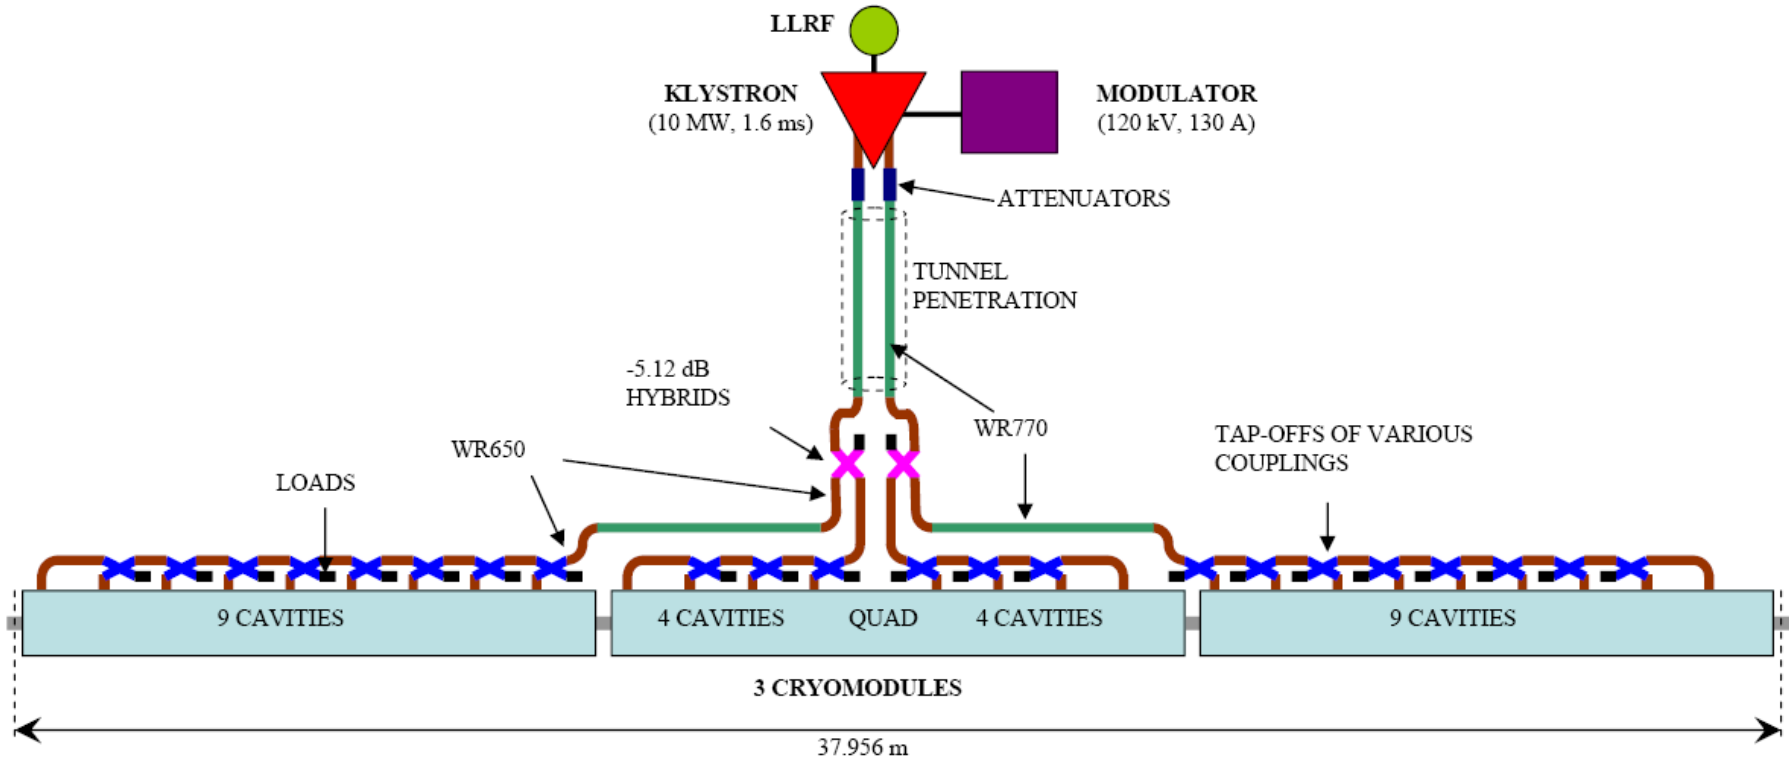 LLRF
KLYSTRON
(10 MW, 1.6 ms)
MODULATOR
(120 kV, 130 A)
ATTENUATORS
TUNNEL
PENETRATION
-5.12 dB
HYBRIDS
WR770
WR650
TAP-OFFS OF VARIOUS
COUPLINGS
LOADS
9 CAVITIES
4 CAVITIES
QUAD
4 CAVITIES
9 CAVITIES
3 CRYOMODULES
37.956 m